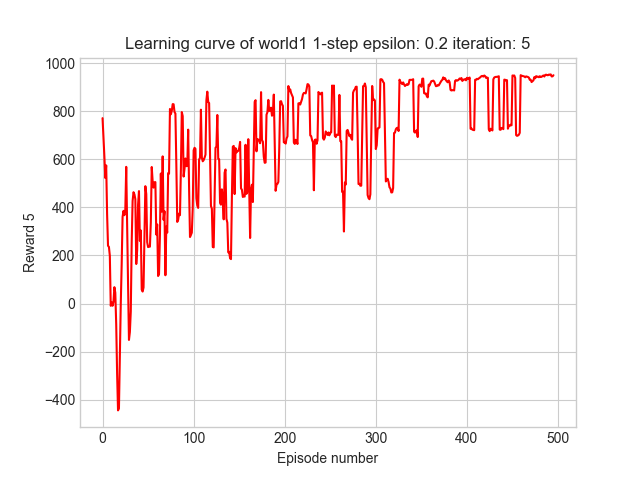 Learning curve of world1 1-step epsilon: 0.2 iteration: 5
1000
800
600
400
200
0
−200
−400
Reward 5
0 100 200 300 400 500
Episode number